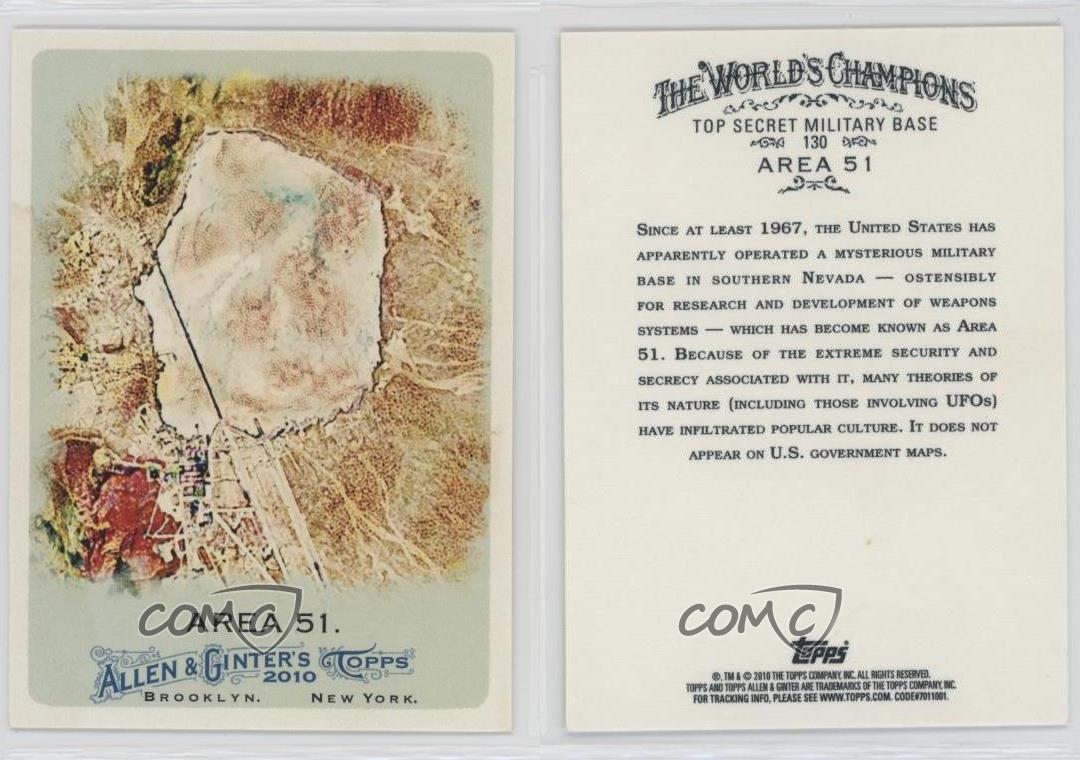 COMC
AREA 51.
ALLEN & GINTER'S TOPPS
2010
BROOKLYN. NEW YORK.
THE WORLD'S CHAMPIONS
TOP SECRET MILITARY BASE
130
AREA 51
SINCE AT LEAST 1967, THE UNITED STATES HAS
APPARENTLY OPERATED A MYSTERIOUS MILITARY
BASE IN SOUTHERN NEVADA — OSTENSIBLY
FOR RESEARCH AND DEVELOPMENT OF WEAPONS
SYSTEMS — WHICH HAS BECOME KNOWN AS AREA
51. BECAUSE OF THE EXTREME SECURITY AND
SECRECY ASSOCIATED WITH IT, MANY THEORIES OF
ITS NATURE (INCLUDING THOSE INVOLVING UFOS)
HAVE INFILTRATED POPULAR CULTURE. IT DOES NOT
APPEAR ON U.S. GOVERNMENT MAPS.
COMC
Topps
®, TM & © 2010 THE TOPPS COMPANY, INC. ALL RIGHTS RESERVED.
TOPPS AND TOPPS ALLEN & GINTER ARE TRADEMARKS OF THE TOPPS COMPANY, INC.
FOR TRACKING INFO, PLEASE SEE WWW.TOPPS.COM. CODE#7011001.